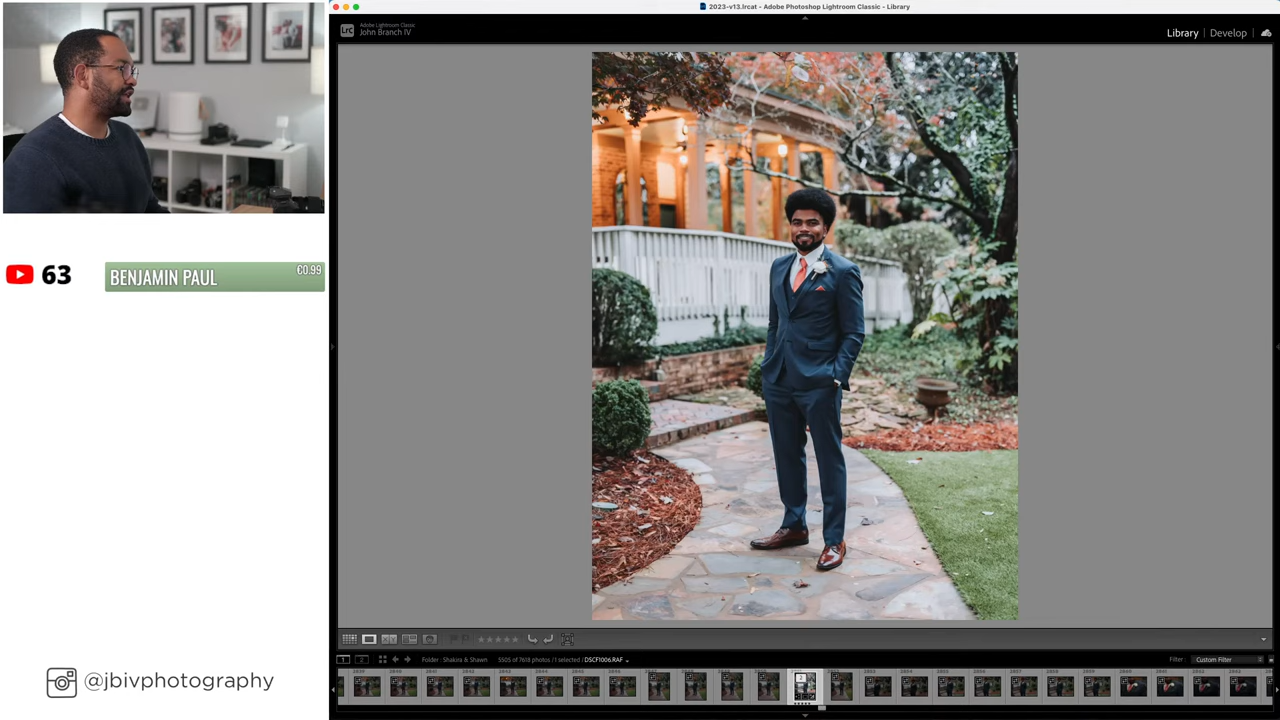 2023-v13.lrcat - Adobe Photoshop Lightroom Classic - Library
Lrc
Adobe Lightroom Classic
John Branch IV
Library | Develop
63
BENJAMIN PAUL
€0.99
Folder : Shakira & Shawn
5505 of 7618 photos / 1 selected / DSCF1006.RAF
Filter :
Custom Filter
@jbivphotography